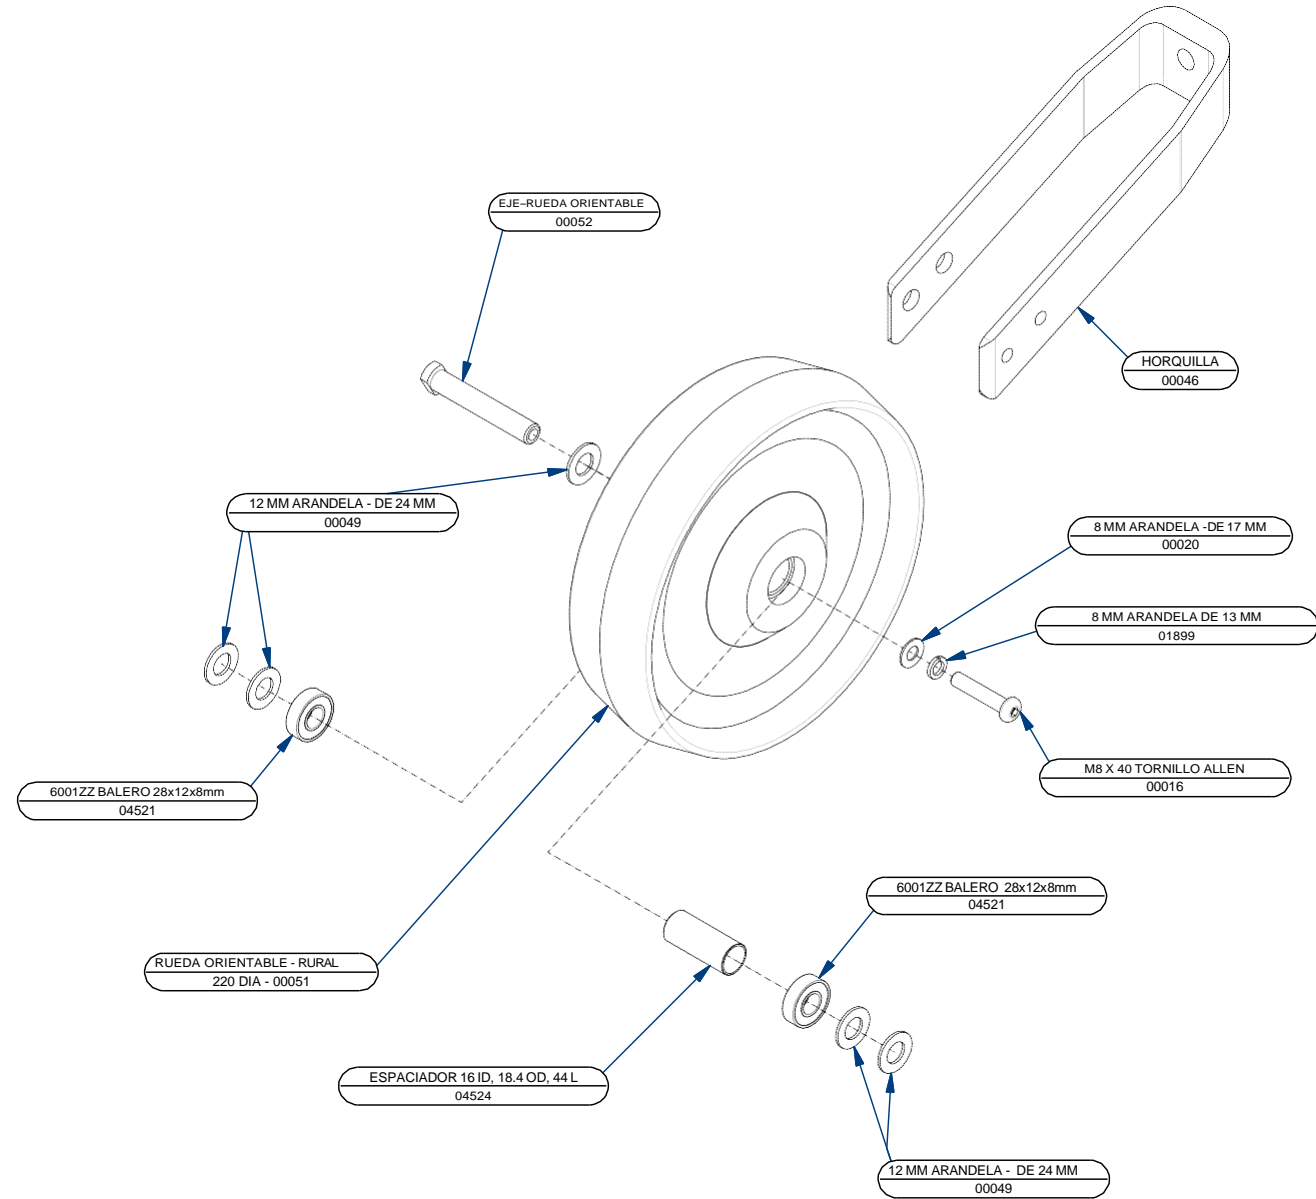 EJE–RUEDA ORIENTABLE
00052
HORQUILLA
00046
12 MM ARANDELA - DE 24 MM
00049
8 MM ARANDELA -DE 17 MM
00020
8 MM ARANDELA DE 13 MM
01899
M8 X 40 TORNILLO ALLEN
00016
6001ZZ BALERO 28x12x8mm
04521
6001ZZ BALERO 28x12x8mm
04521
RUEDA ORIENTABLE - RURAL
220 DIA - 00051
ESPACIADOR 16 ID, 18.4 OD, 44 L
04524
12 MM ARANDELA - DE 24 MM
00049